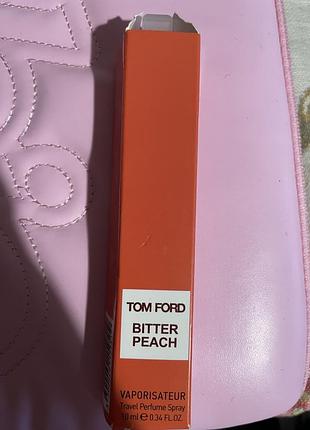 TOM FORD
BITTER
PEACH
VAPORISATEUR
Travel Perfume Spray
10 ml ℮ 0.34 FL.OZ.